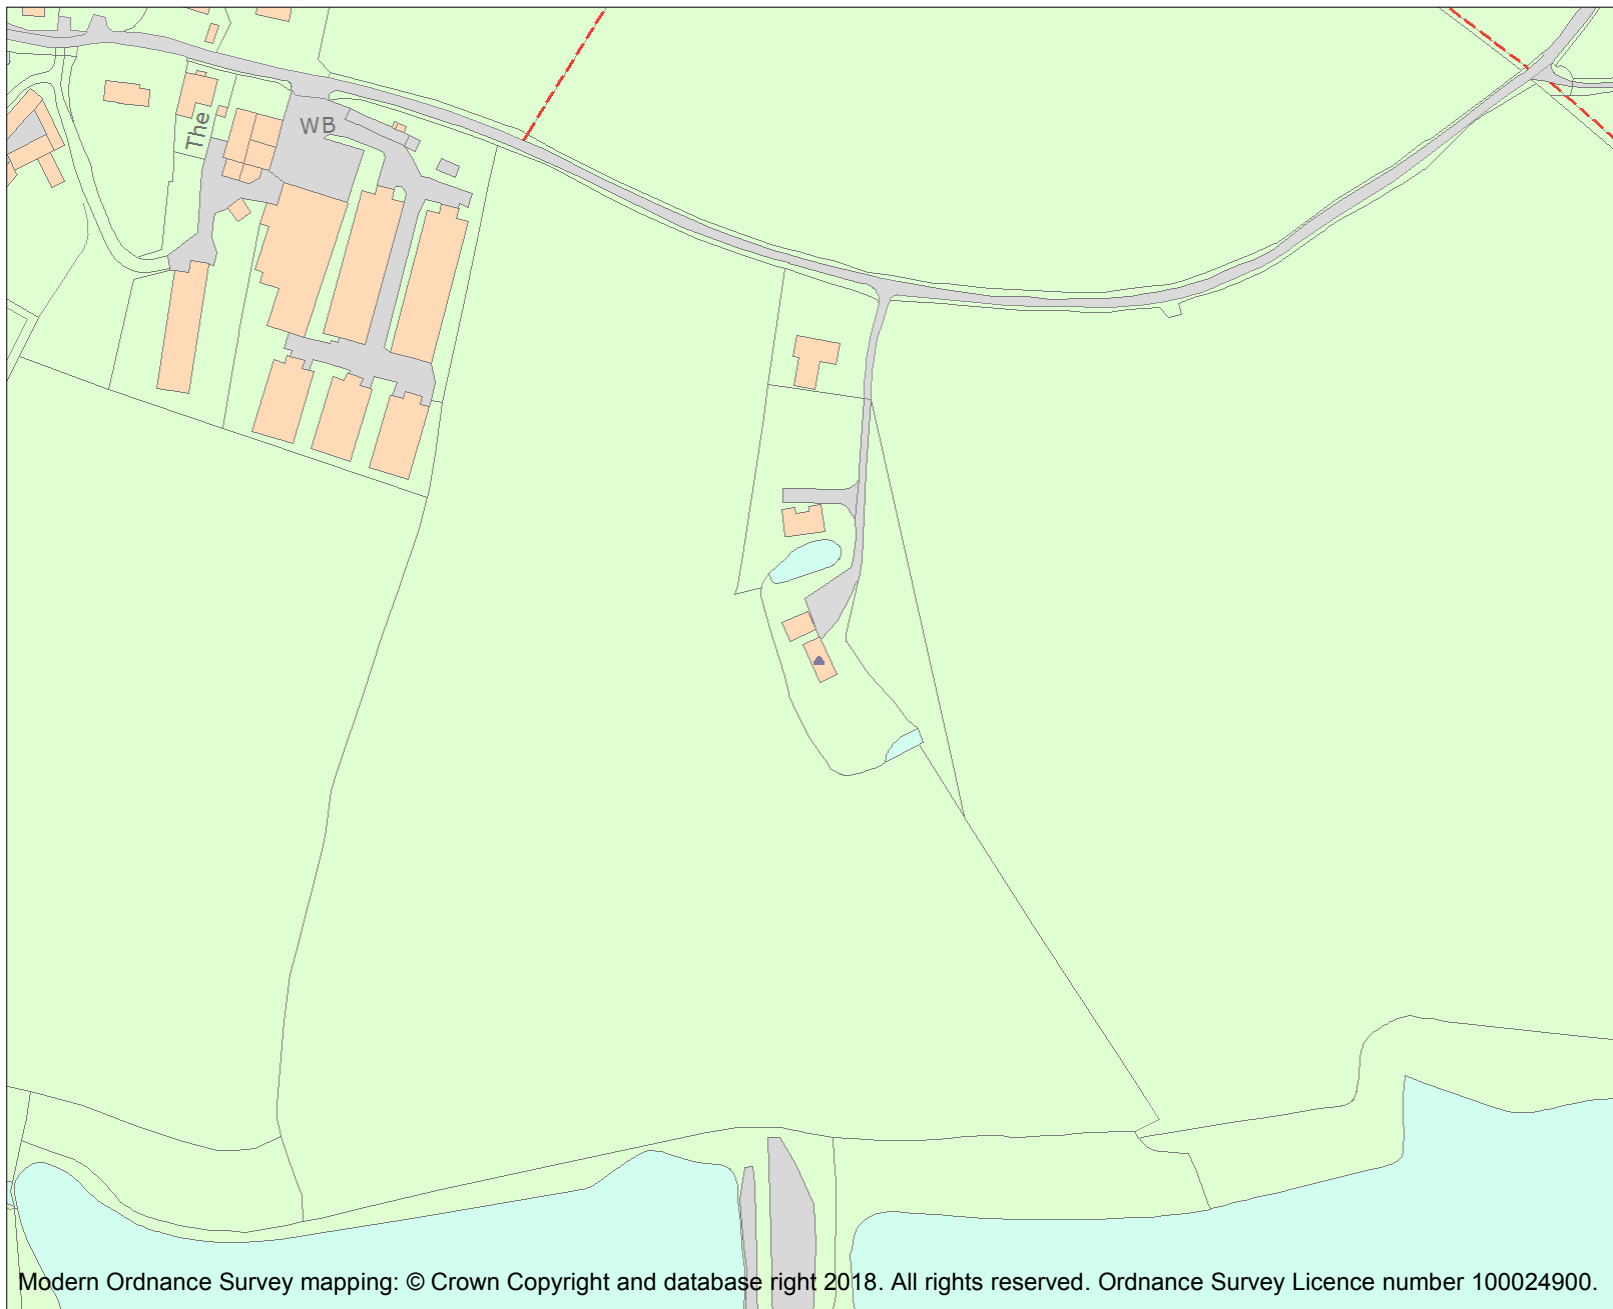 WB
The
Modern Ordnance Survey mapping: © Crown Copyright and database right 2018. All rights reserved. Ordnance Survey Licence number 100024900.